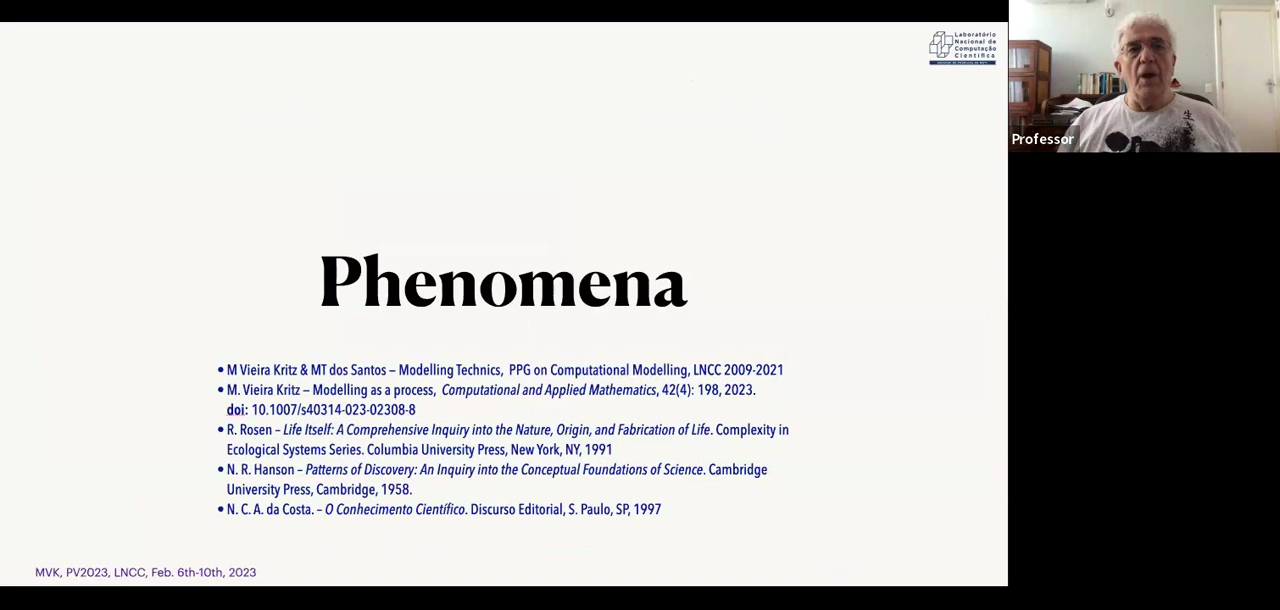 Laboratório
Nacional de
Computação
Científica
Professor
Phenomena
• M Vieira Kritz & MT dos Santos – Modelling Technics, PPG on Computational Modelling, LNCC 2009-2021
• M. Vieira Kritz – Modelling as a process, Computational and Applied Mathematics, 42(4): 198, 2023.
doi: 10.1007/s40314-023-02308-8
• R. Rosen – Life Itself: A Comprehensive Inquiry into the Nature, Origin, and Fabrication of Life. Complexity in
Ecological Systems Series. Columbia University Press, New York, NY, 1991
• N. R. Hanson – Patterns of Discovery: An Inquiry into the Conceptual Foundations of Science. Cambridge
University Press, Cambridge, 1958.
• N. C. A. da Costa. – O Conhecimento Científico. Discurso Editorial, S. Paulo, SP, 1997
MVK, PV2023, LNCC, Feb. 6th-10th, 2023